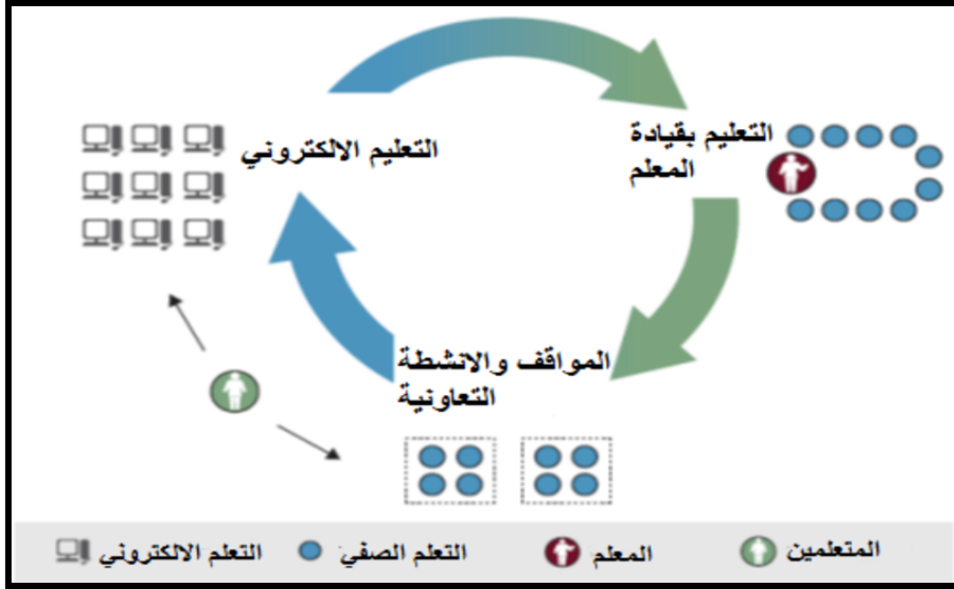 التعليم بقيادة
المعلم
التعليم الالكتروني
المواقف والانشطة
التعاونية
المتعلمين
المعلم
التعلم الصفي
التعلم الالكتروني